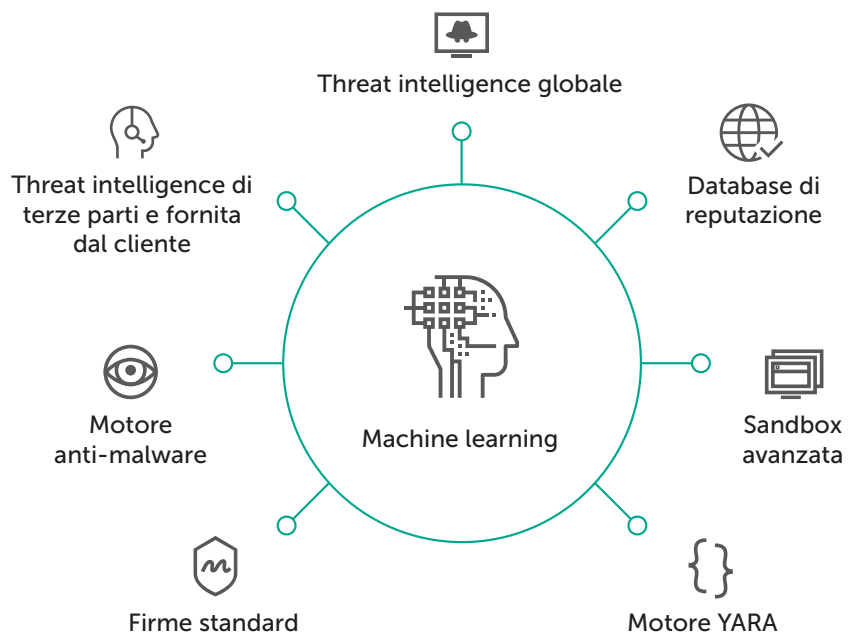 Threat intelligence globale
Threat intelligence di
terze parti e fornita
dal cliente
Database di
reputazione
Machine learning
Motore
anti-malware
Sandbox
avanzata
Firme standard
Motore YARA